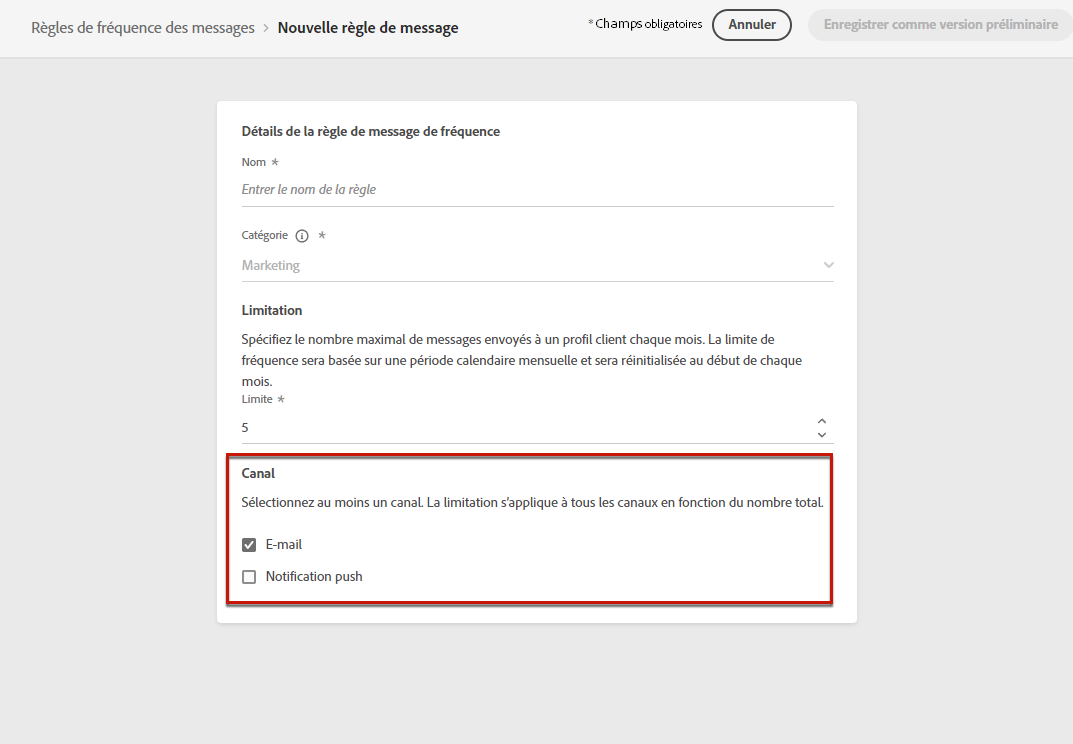 Règles de fréquence des messages > Nouvelle règle de message
* Champs obligatoires
Annuler
Enregistrer comme version préliminaire
Détails de la règle de message de fréquence
Nom *
Entrer le nom de la règle
Catégorie *
Marketing
Limitation
Spécifiez le nombre maximal de messages envoyés à un profil client chaque mois. La limite de
fréquence sera basée sur une période calendaire mensuelle et sera réinitialisée au début de chaque
mois.
Limite *
5
Canal
Sélectionnez au moins un canal. La limitation s'applique à tous les canaux en fonction du nombre total.
E-mail
Notification push